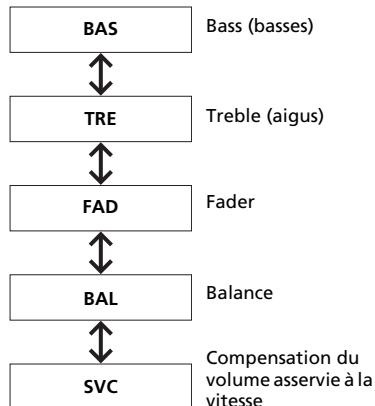 BAS
Bass (basses)
TRE
Treble (aigus)
FAD
Fader
BAL
Balance
SVC
Compensation du
volume asservie à la
vitesse